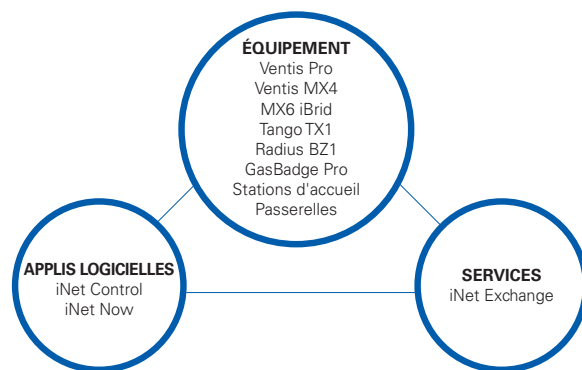 ÉQUIPEMENT
Ventis Pro
Ventis MX4
MX6 iBrid
Tango TX1
Radius BZ1
GasBadge Pro
Stations d'accueil
Passerelles
APPLIS LOGICIELLES
iNet Control
iNet Now
SERVICES
iNet Exchange